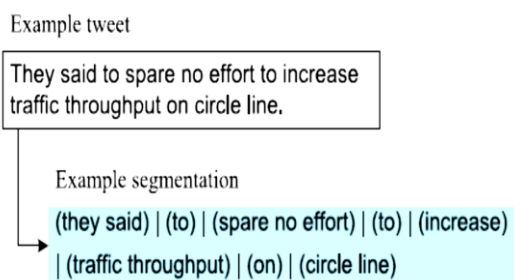 Example tweet
They said to spare no effort to increase
traffic throughput on circle line.
Example segmentation
(they said) | (to) | (spare no effort) | (to) | (increase)
| (traffic throughput) | (on) | (circle line)